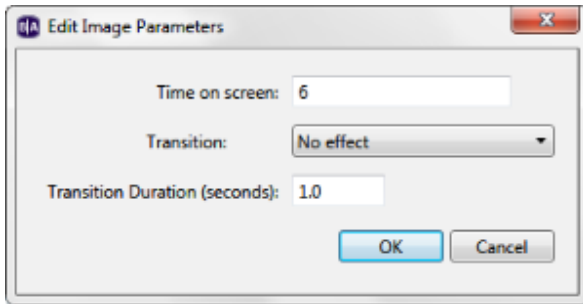 B|A Edit Image Parameters
Time on screen: 6
Transition: No effect
Transition Duration (seconds): 1.0
OK Cancel